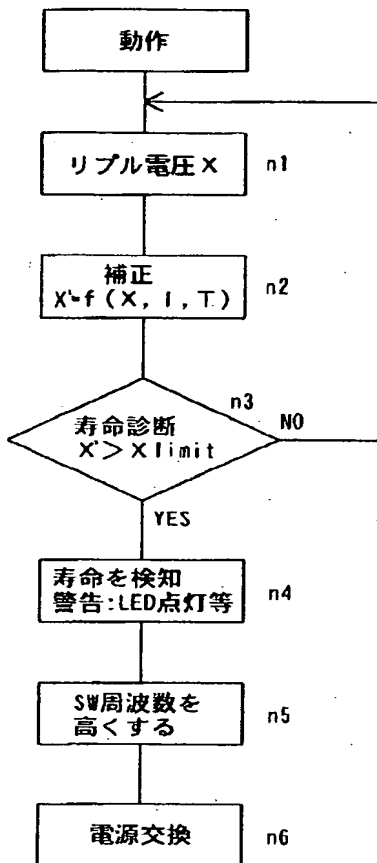 動作
リプル電圧X n1
補正
X'=f(X, I, T) n2
n3
寿命診断 NO
X'>X limit
YES
寿命を検知
警告:LED点灯等 n4
SW周波数を
高くする n5
電源交換 n6